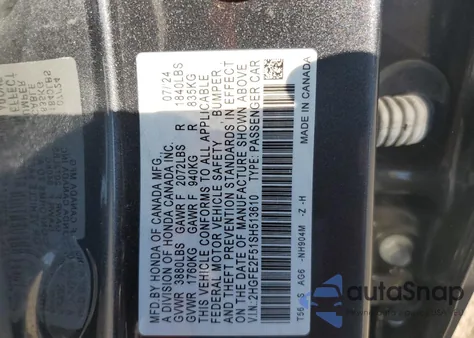 MFD.BY HONDA OF CANADA MFG. 07/24
A DIVISION OF HONDA CANADA INC.
GVWR 3880LBS GAWR F 2072LBS R 1840LBS
GVWR 1760KG GAWR F 940KG R 835KG
THIS VEHICLE CONFORMS TO ALL APPLICABLE
FEDERAL MOTOR VEHICLE SAFETY, BUMPER,
AND THEFT PREVENTION STANDARDS IN EFFECT
ON THE DATE OF MANUFACTURE SHOWN ABOVE.
V.I.N. 2HGFE2F51SH513610 TYPE: PASSENGER CAR
T56 S AG6 -NH904M -Z -H
MADE IN CANADA
autoSnap